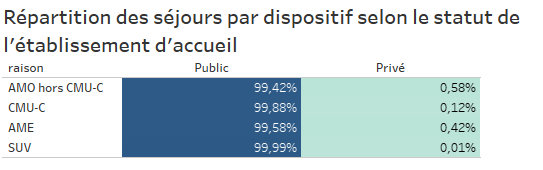 Répartition des séjours par dispositif selon le statut de
l’établissement d’accueil
raison Public Privé
AMO hors CMU-C 99,42% 0,58%
CMU-C 99,88% 0,12%
AME 99,58% 0,42%
SUV 99,99% 0,01%